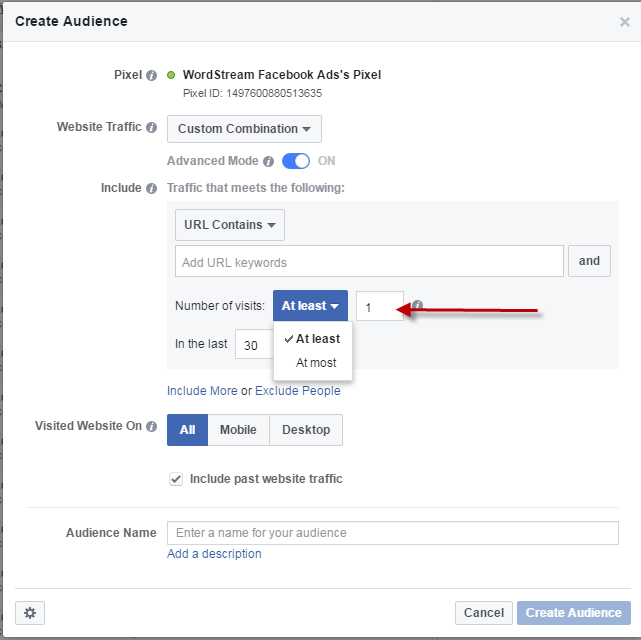 Create Audience ×
Pixel i WordStream Facebook Ads's Pixel
Pixel ID: 1497600880513635
Website Traffic i Custom Combination
Advanced Mode i ON
Include i Traffic that meets the following:
URL Contains
Add URL keywords and
Number of visits: At least 1 i
✓ At least
In the last 30
At most
Include More or Exclude People
Visited Website On i All Mobile Desktop
✓ Include past website traffic
Audience Name Enter a name for your audience
Add a description
Cancel Create Audience